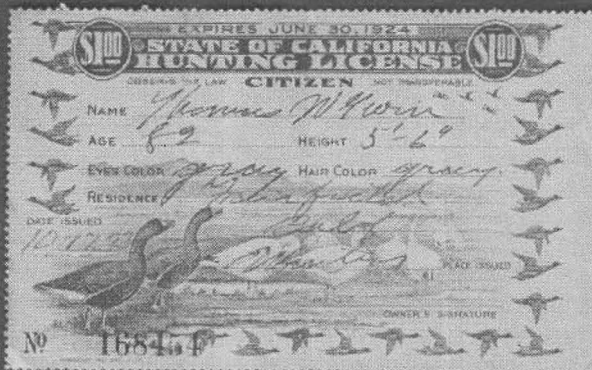 EXPIRES JUNE 30, 1924
$1.00 STATE OF CALIFORNIA $1.00
HUNTING LICENSE
OBSERVE THE LAW CITIZEN NOT TRANSFERABLE
NAME Thomas
AGE 82 HEIGHT 5'-6"
EYES COLOR gray HAIR COLOR gray
RESIDENCE
DATE ISSUED
Calif
PLACE ISSUED
OWNER'S SIGNATURE
No 168454